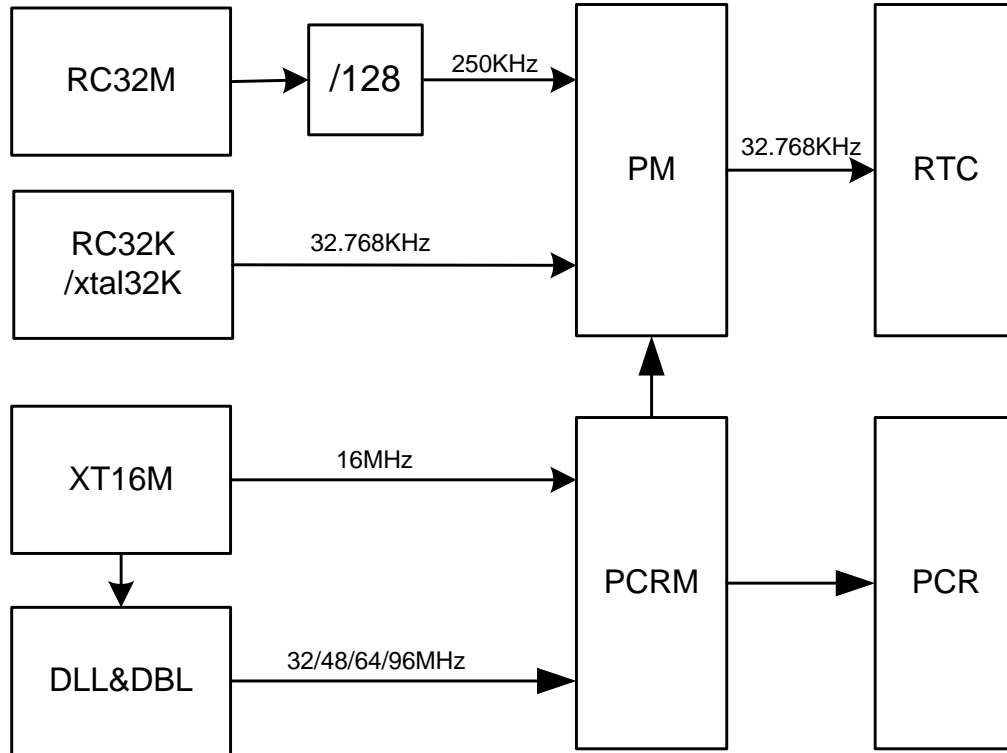 RC32M
/128
250KHz
PM
32.768KHz
RTC
RC32K
/xtal32K
32.768KHz
XT16M
16MHz
PCRM
PCR
DLL&DBL
32/48/64/96MHz